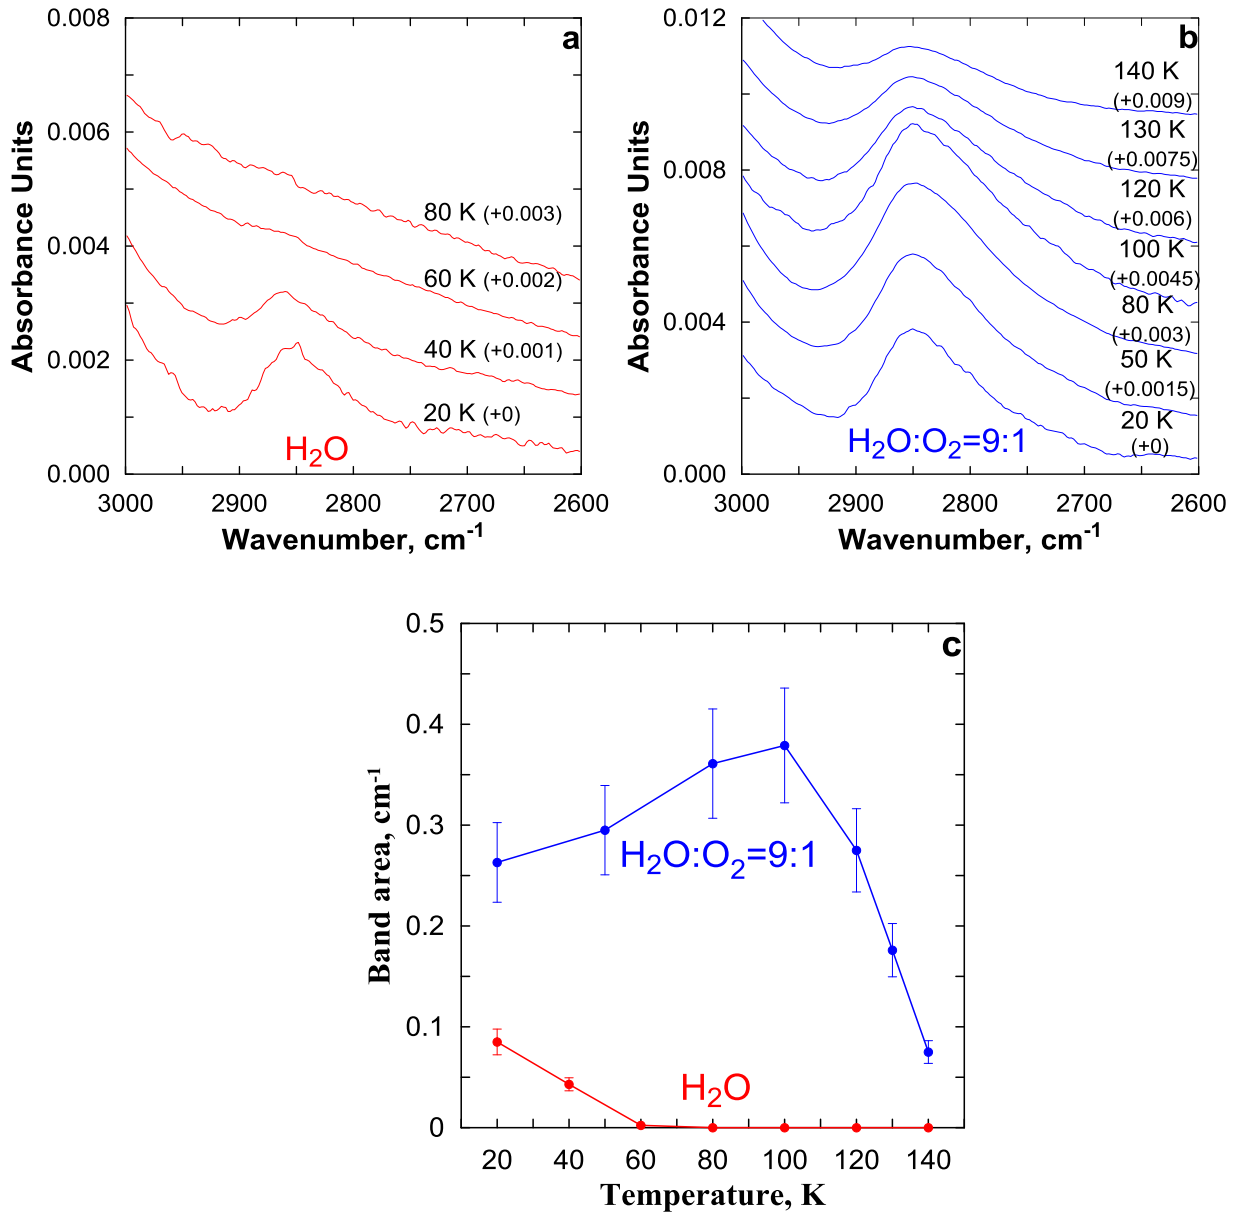 a
0.008
0.006
0.004
0.002
0.000
Absorbance Units
80 K (+0.003)
60 K (+0.002)
40 K (+0.001)
20 K (+0)
H₂O
3000 2900 2800 2700 2600
Wavenumber, cm⁻¹
b
0.012
0.008
0.004
0.000
Absorbance Units
140 K
(+0.009)
130 K
(+0.0075)
120 K
(+0.006)
100 K
(+0.0045)
80 K
(+0.003)
50 K
(+0.0015)
20 K
(+0)
H₂O:O₂=9:1
3000 2900 2800 2700 2600
Wavenumber, cm⁻¹
c
0.5
0.4
0.3
0.2
0.1
0
Band area, cm⁻¹
H₂O:O₂=9:1
H₂O
20 40 60 80 100 120 140
Temperature, K